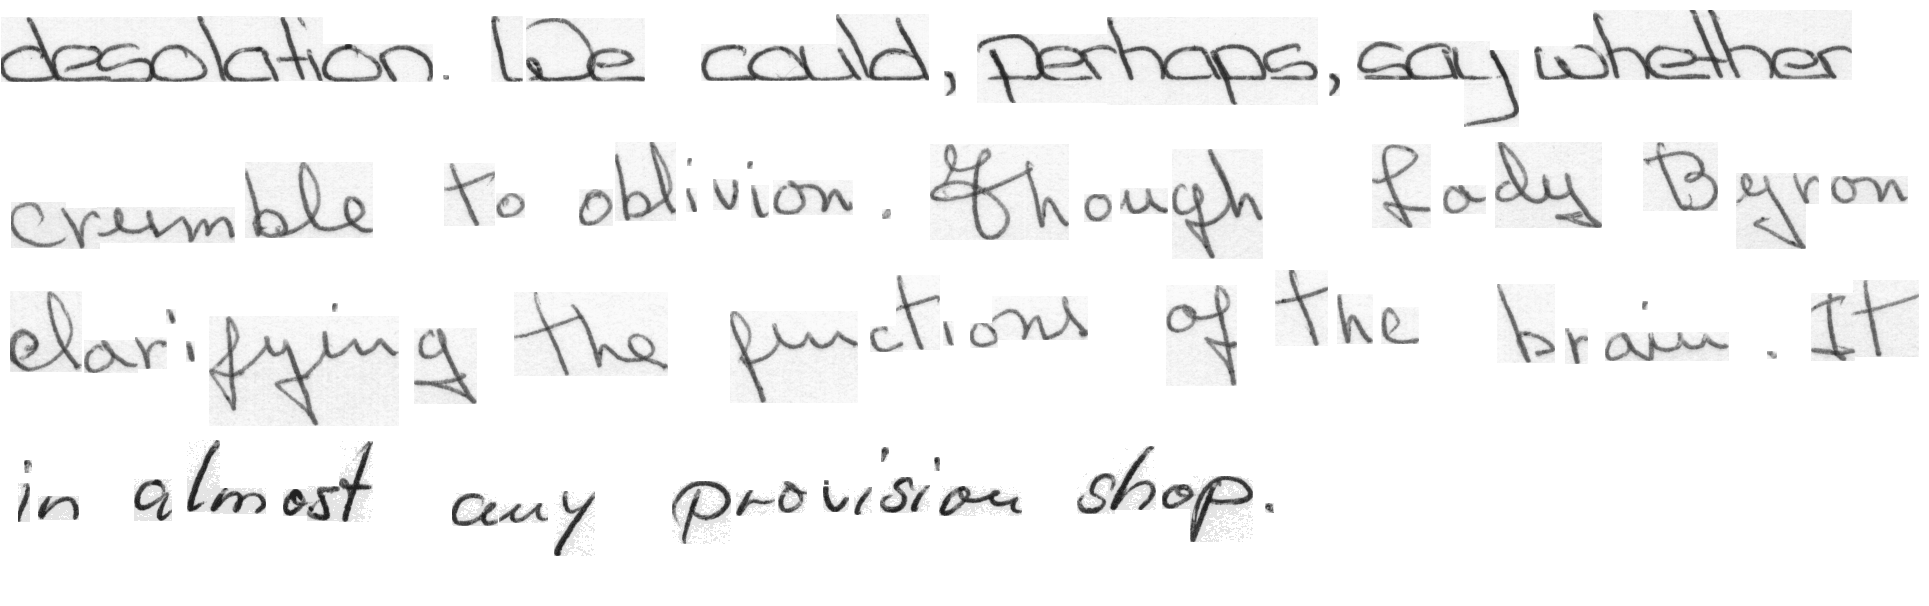 desolation. We could, perhaps, say whether
crumble to oblivion. Though Lady Byron
clarifying the functions of the brain. It
in almost any provision shop.